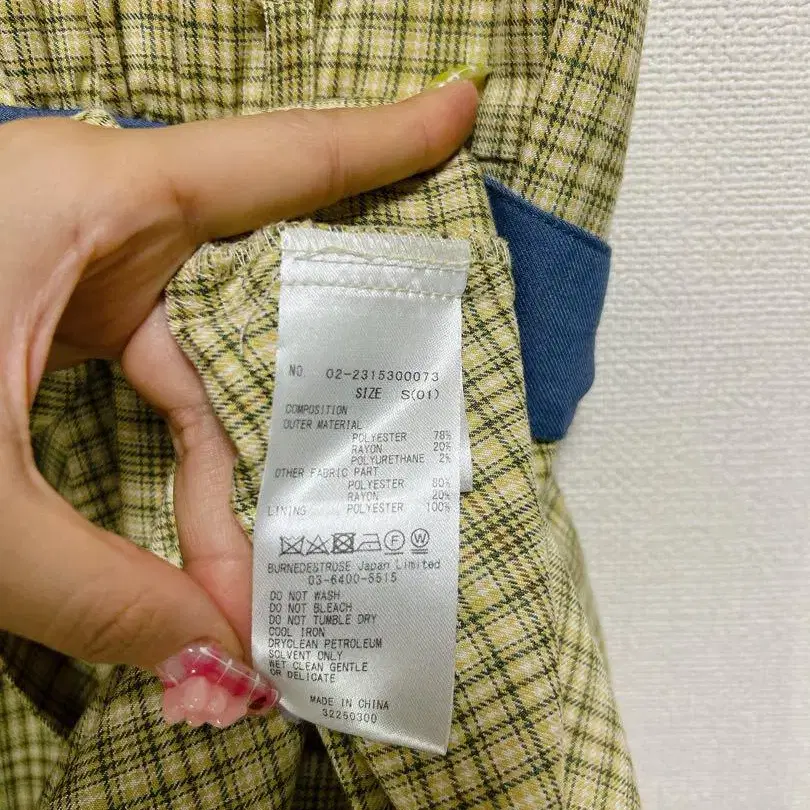 NO. 02-2315300073
SIZE S(01)
COMPOSITION
OUTER MATERIAL
POLYESTER 78%
RAYON 20%
POLYURETHANE 2%
OTHER FABRIC PART
POLYESTER 80%
RAYON 20%
LINING POLYESTER 100%
F W
BURNEDESTROSE Japan Limited
03-6400-5515
DO NOT WASH
DO NOT BLEACH
DO NOT TUMBLE DRY
COOL IRON
DRYCLEAN PETROLEUM
SOLVENT ONLY
WET CLEAN GENTLE
OR DELICATE
MADE IN CHINA
32250300